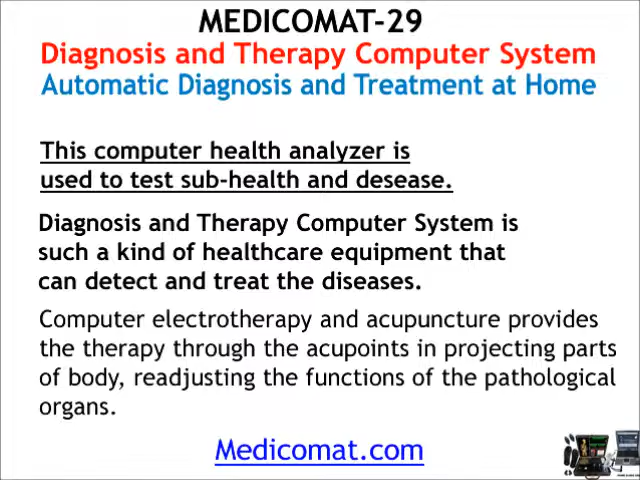 MEDICOMAT-29
Diagnosis and Therapy Computer System
Automatic Diagnosis and Treatment at Home
This computer health analyzer is
used to test sub-health and desease.
Diagnosis and Therapy Computer System is
such a kind of healthcare equipment that
can detect and treat the diseases.
Computer electrotherapy and acupuncture provides
the therapy through the acupoints in projecting parts
of body, readjusting the functions of the pathological
organs.
Medicomat.com